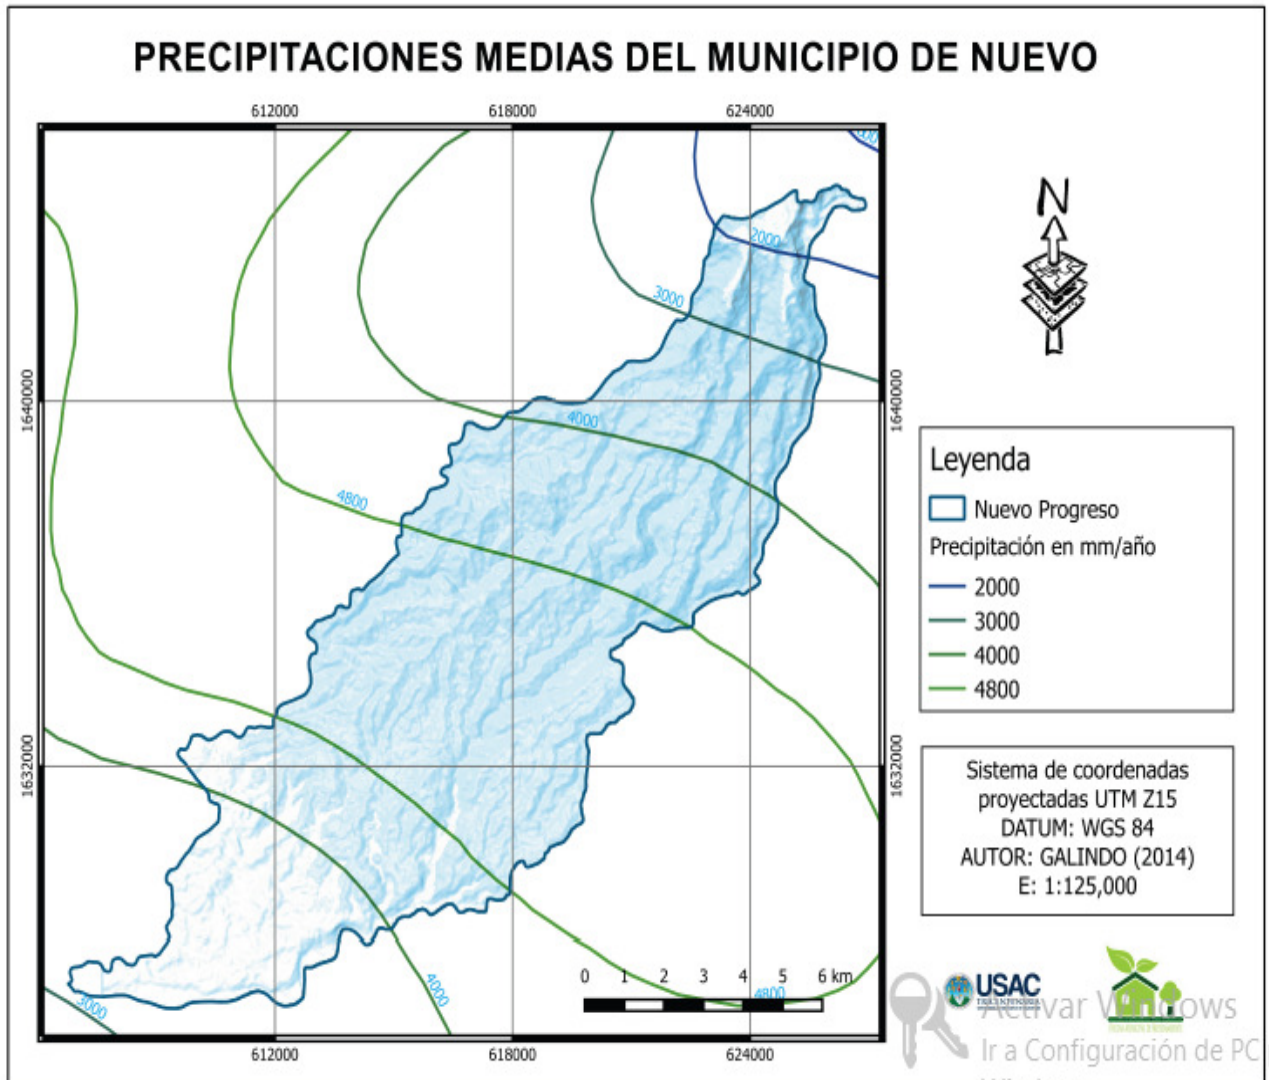 PRECIPITACIONES MEDIAS DEL MUNICIPIO DE NUEVO
612000
618000
624000
2000
3000
1640000
1640000
4000
4800
1632000
1632000
4000
3000
4800
0 1 2 3 4 5 6 km
612000
618000
624000
N
Leyenda
Nuevo Progreso
Precipitación en mm/año
2000
3000
4000
4800
Sistema de coordenadas
proyectadas UTM Z15
DATUM: WGS 84
AUTOR: GALINDO (2014)
E: 1:125,000
USAC
TRICENTENARIA
Activar Windows
Ir a Configuración de PC